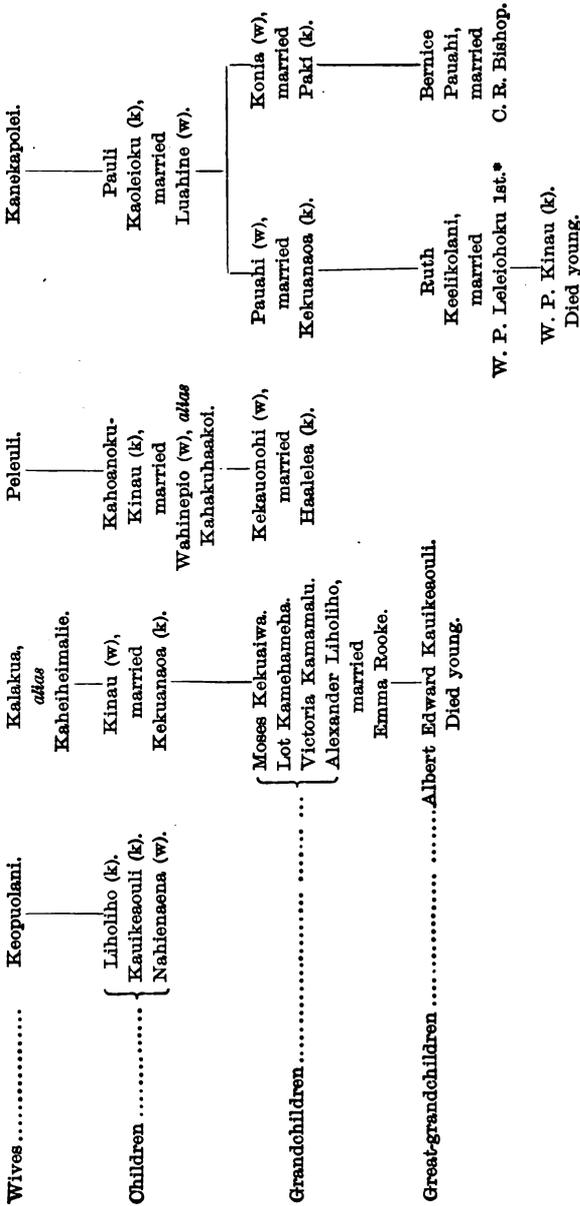 Wives................
Keopuolani.
Kalakua,
alias
Kaheiheimalie.
Peleuli.
Kanekapolei.
Children..............
Liholiho (k).
Kauikeaouli (k).
Nahienaena (w).
Kinau (w),
married
Kekuanaoa (k).
Kahoanoku-
Kinau (k),
married
Wahinepio (w), alias
Kahakuhaakoi.
Pauli
Kaoleioku (k),
married
Luahine (w).
Grandchildren............................... ...
Moses Kekuaiwa.
Lot Kamehameha.
Victoria Kamamalu.
Alexander Liholiho,
married
Emma Rooke.
Kekauonohi (w),
married
Haalelea (k).
Pauahi (w),
married
Kekuanaoa (k).
Konia (w),
married
Paki (k).
Great-grandchildren......................... .......
Albert Edward Kauikeaouli.
Died young.
Ruth
Keelikolani,
married
W. P. Leleiohoku 1st.*
W. P. Kinau (k).
Died young.
Bernice
Pauahi,
married
C. R. Bishop.